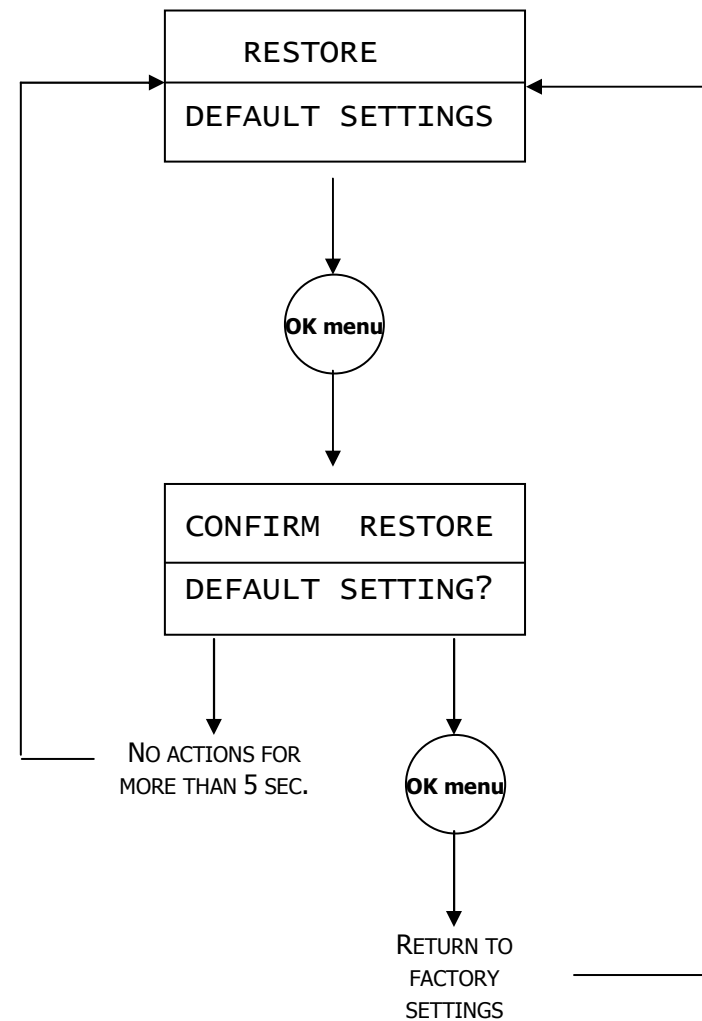 RESTORE
DEFAULT SETTINGS
OK menu
CONFIRM RESTORE
DEFAULT SETTING?
NO ACTIONS FOR
MORE THAN 5 SEC.
OK menu
RETURN TO
FACTORY
SETTINGS